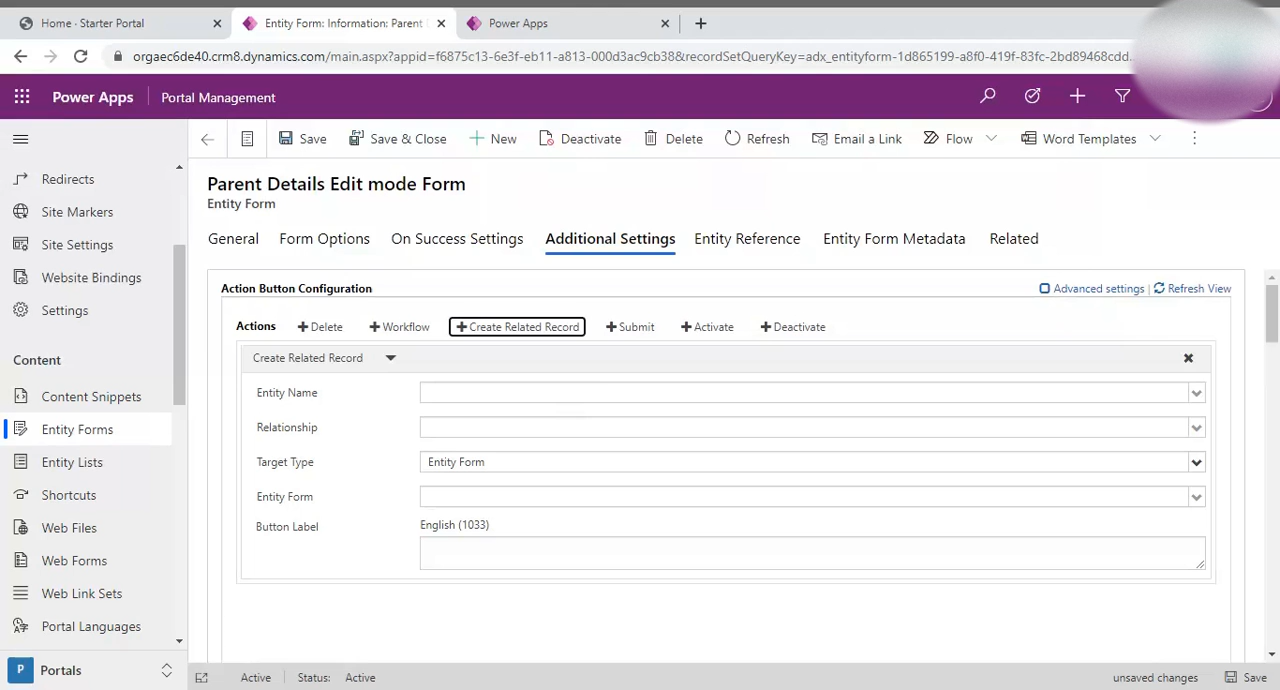 Home · Starter Portal
Entity Form: Information: Parent
Power Apps
orgaec6de40.crm8.dynamics.com/main.aspx?appid=f6875c13-6e3f-eb11-a813-000d3ac9cb38&recordSetQueryKey=adx_entityform-1d865199-a8f0-419f-83fc-2bd89468cdd...
Power Apps
Portal Management
Save
Save & Close
New
Deactivate
Delete
Refresh
Email a Link
Flow
Word Templates
Redirects
Site Markers
Site Settings
Website Bindings
Settings
Content
Content Snippets
Entity Forms
Entity Lists
Shortcuts
Web Files
Web Forms
Web Link Sets
Portal Languages
P Portals
Parent Details Edit mode Form
Entity Form
General
Form Options
On Success Settings
Additional Settings
Entity Reference
Entity Form Metadata
Related
Action Button Configuration
Advanced settings | Refresh View
Actions
Delete
Workflow
Create Related Record
Submit
Activate
Deactivate
Create Related Record
Entity Name
Relationship
Target Type
Entity Form
Entity Form
Button Label
English (1033)
Active
Status:
Active
unsaved changes
Save